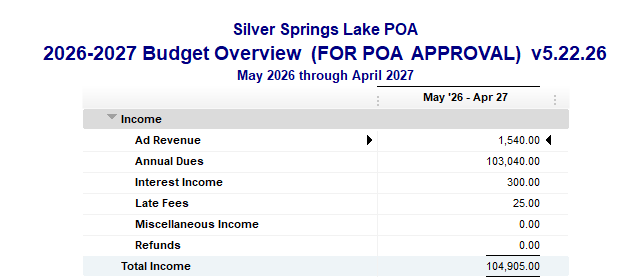 Silver Springs Lake POA
2026-2027 Budget Overview (FOR POA APPROVAL) v5.22.26
May 2026 through April 2027
May '26 - Apr 27
Income
Ad Revenue 1,540.00
Annual Dues 103,040.00
Interest Income 300.00
Late Fees 25.00
Miscellaneous Income 0.00
Refunds 0.00
Total Income 104,905.00